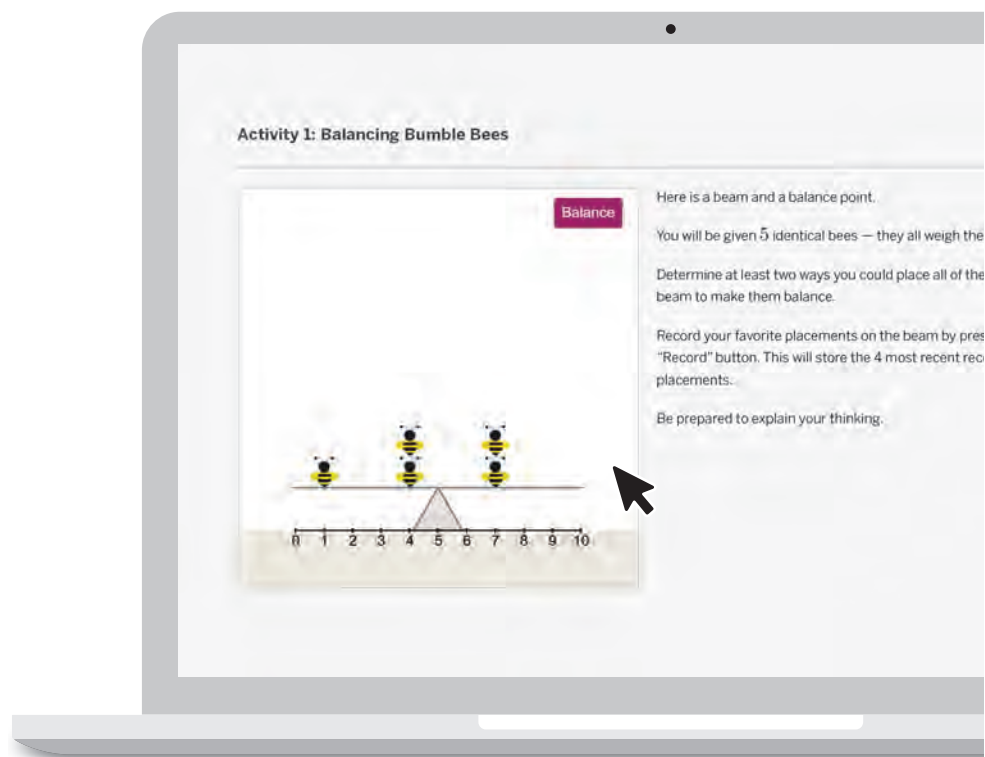 Activity 1: Balancing Bumble Bees
Balance
0 1 2 3 4 5 6 7 8 9 10
Here is a beam and a balance point.
You will be given 5 identical bees — they all weigh the
Determine at least two ways you could place all of the
beam to make them balance.
Record your favorite placements on the beam by
"Record" button. This will store the 4 most recent
placements.
Be prepared to explain your thinking.